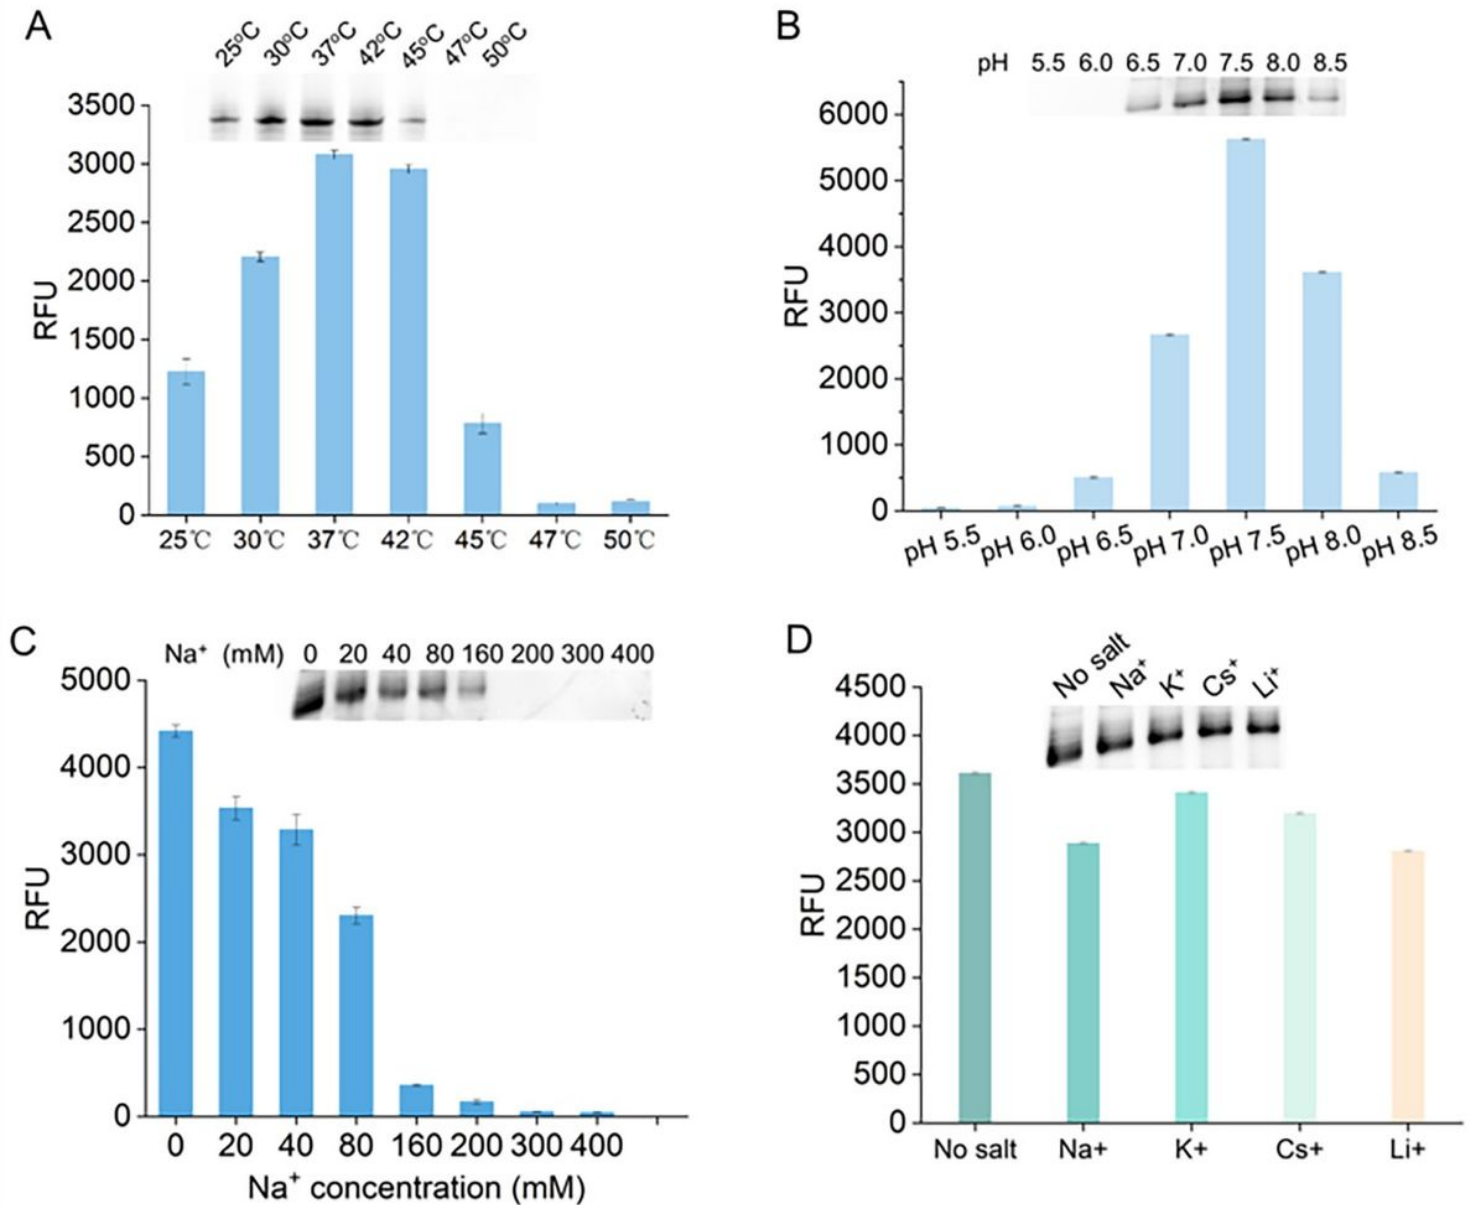 A
25°C 30°C 37°C 42°C 45°C 47°C 50°C
3500
3000
2500
2000
1500
1000
500
0
RFU
25℃ 30℃ 37℃ 42℃ 45℃ 47℃ 50℃
B
pH 5.5 6.0 6.5 7.0 7.5 8.0 8.5
6000
5000
4000
3000
2000
1000
0
RFU
pH 5.5 pH 6.0 pH 6.5 pH 7.0 pH 7.5 pH 8.0 pH 8.5
C
Na⁺ (mM) 0 20 40 80 160 200 300 400
5000
4000
3000
2000
1000
0
RFU
0 20 40 80 160 200 300 400
Na⁺ concentration (mM)
D
No salt Na⁺ K⁺ Cs⁺ Li⁺
4500
4000
3500
3000
2500
2000
1500
1000
500
0
RFU
No salt Na+ K+ Cs+ Li+